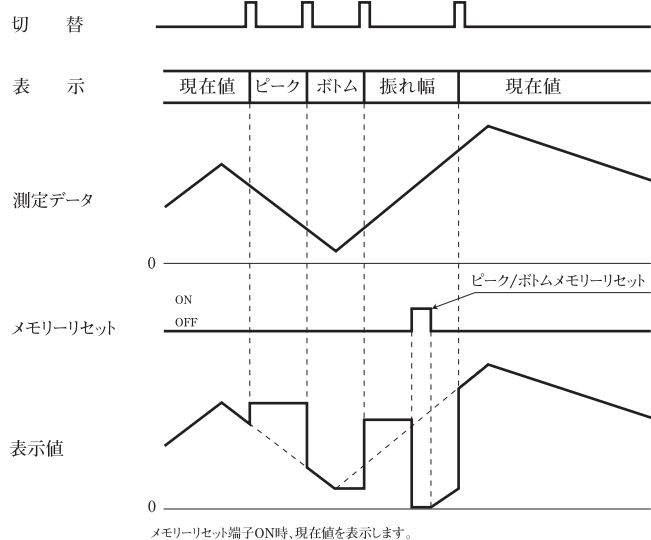 切　替
表　示
現在値 ピーク ボトム 振れ幅 現在値
測定データ
0
ピーク/ボトムメモリーリセット
ON
メモリーリセット
OFF
表示値
0
メモリーリセット端子ON時、現在値を表示します。